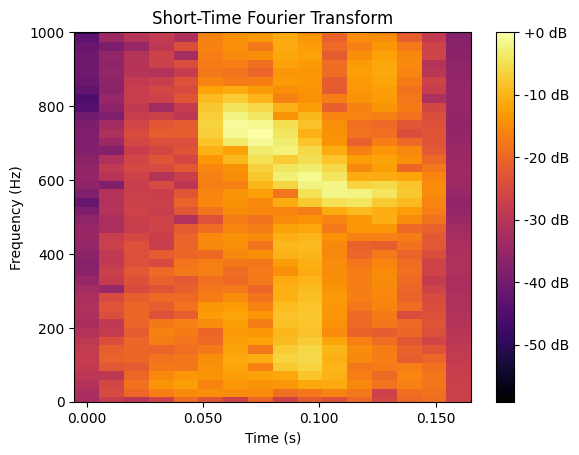 Short-Time Fourier Transform
1000
800
600
400
200
0
Frequency (Hz)
0.000
0.050
0.100
0.150
Time (s)
+0 dB
-10 dB
-20 dB
-30 dB
-40 dB
-50 dB